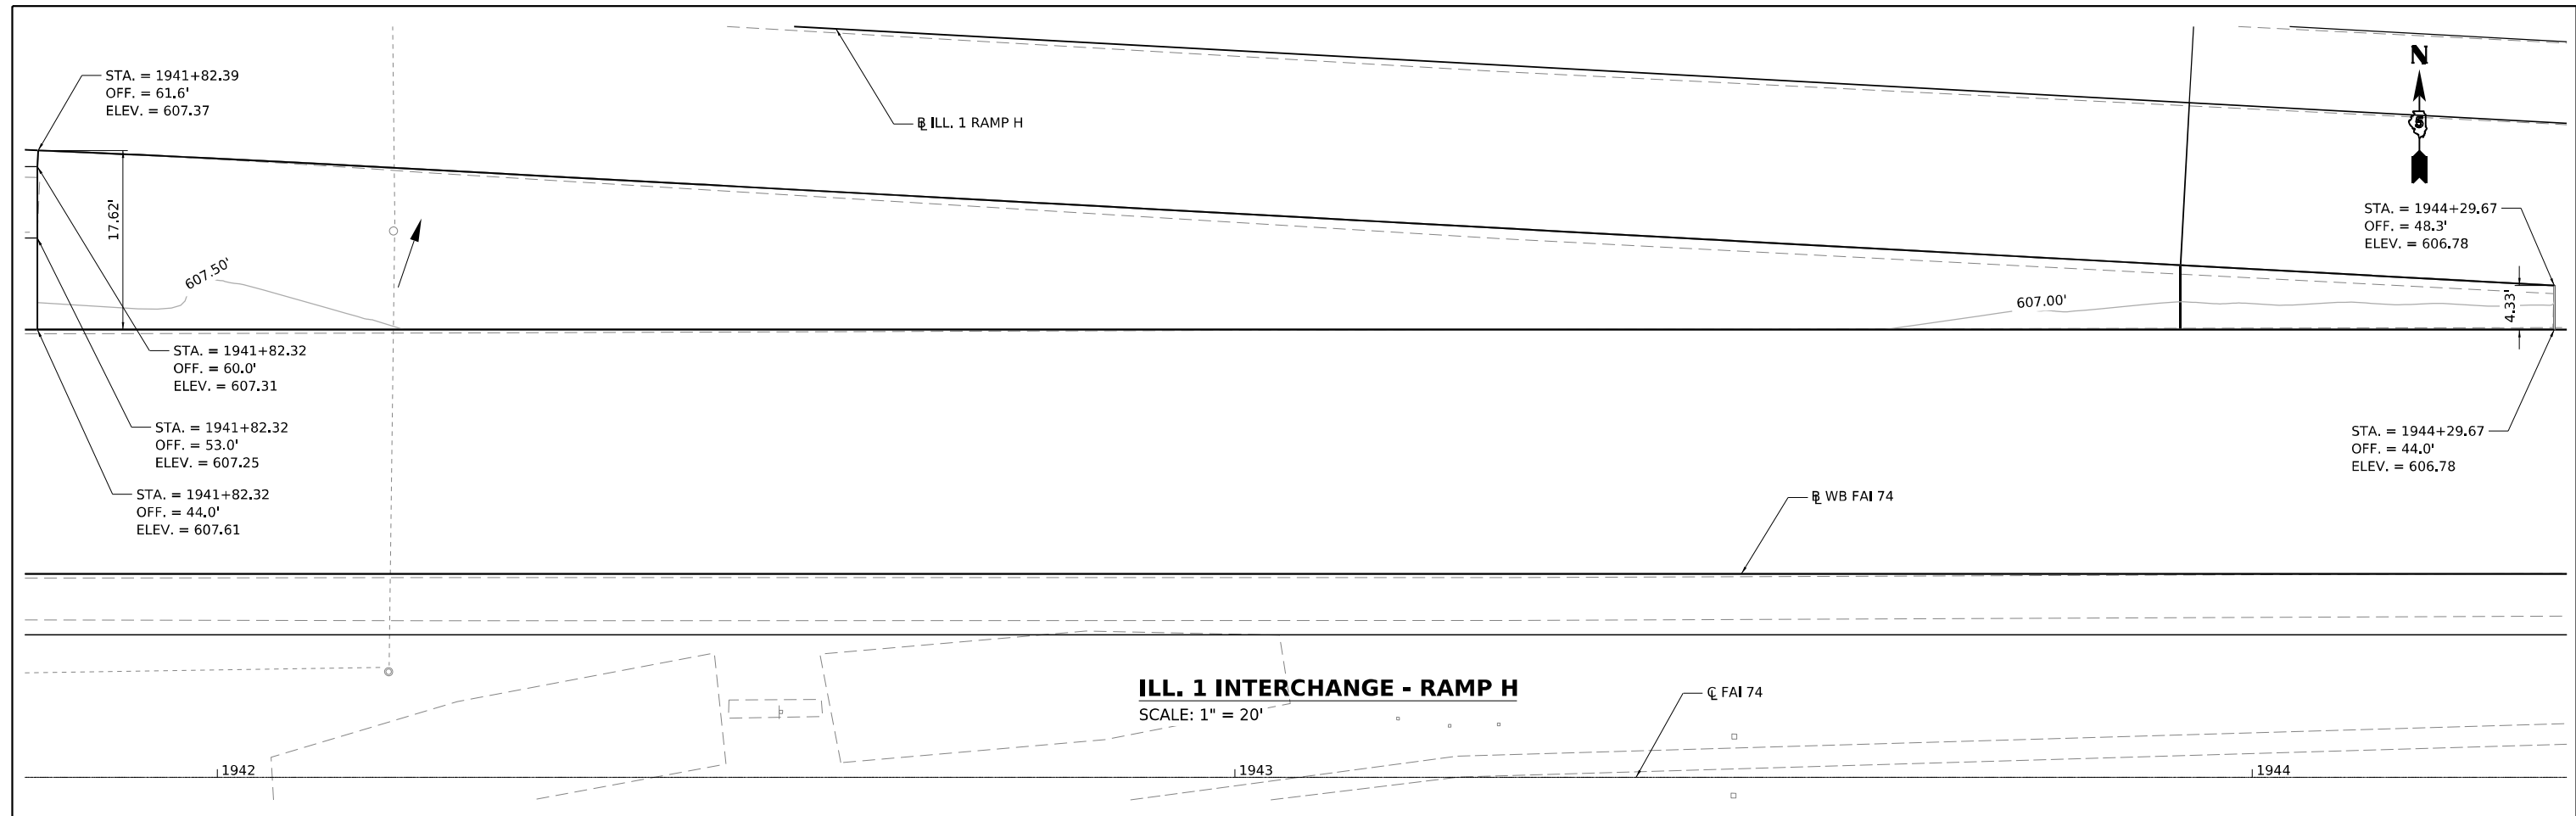 STA. = 1941+82.39
OFF. = 61.6'
ELEV. = 607.37
N
5
℄ ILL. 1 RAMP H
17.62'
607.50'
STA. = 1944+29.67
OFF. = 48.3'
ELEV. = 606.78
607.00'
4.33'
STA. = 1941+82.32
OFF. = 60.0'
ELEV. = 607.31
STA. = 1941+82.32
OFF. = 53.0'
ELEV. = 607.25
STA. = 1941+82.32
OFF. = 44.0'
ELEV. = 607.61
STA. = 1944+29.67
OFF. = 44.0'
ELEV. = 606.78
BL WB FAI 74
ILL. 1 INTERCHANGE - RAMP H
SCALE: 1" = 20'
℄ FAI 74
1942
1943
1944